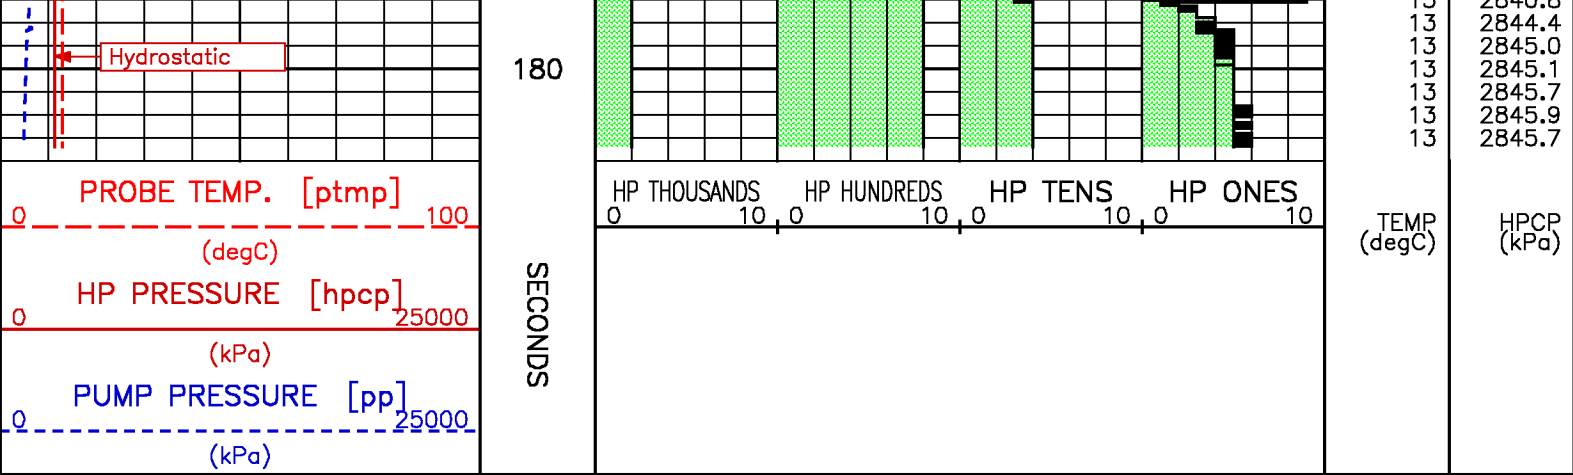 13 2840.8
13 2844.4
13 2845.0
Hydrostatic
180
13 2845.1
13 2845.7
13 2845.9
13 2845.7
PROBE TEMP. [ptmp]
0 100
(degC)
HP PRESSURE [hpcp]
0 25000
(kPa)
PUMP PRESSURE [pp]
0 25000
(kPa)
SECONDS
HP THOUSANDS HP HUNDREDS HP TENS HP ONES
0 10 0 10 0 10 0 10
TEMP HPCP
(degC) (kPa)